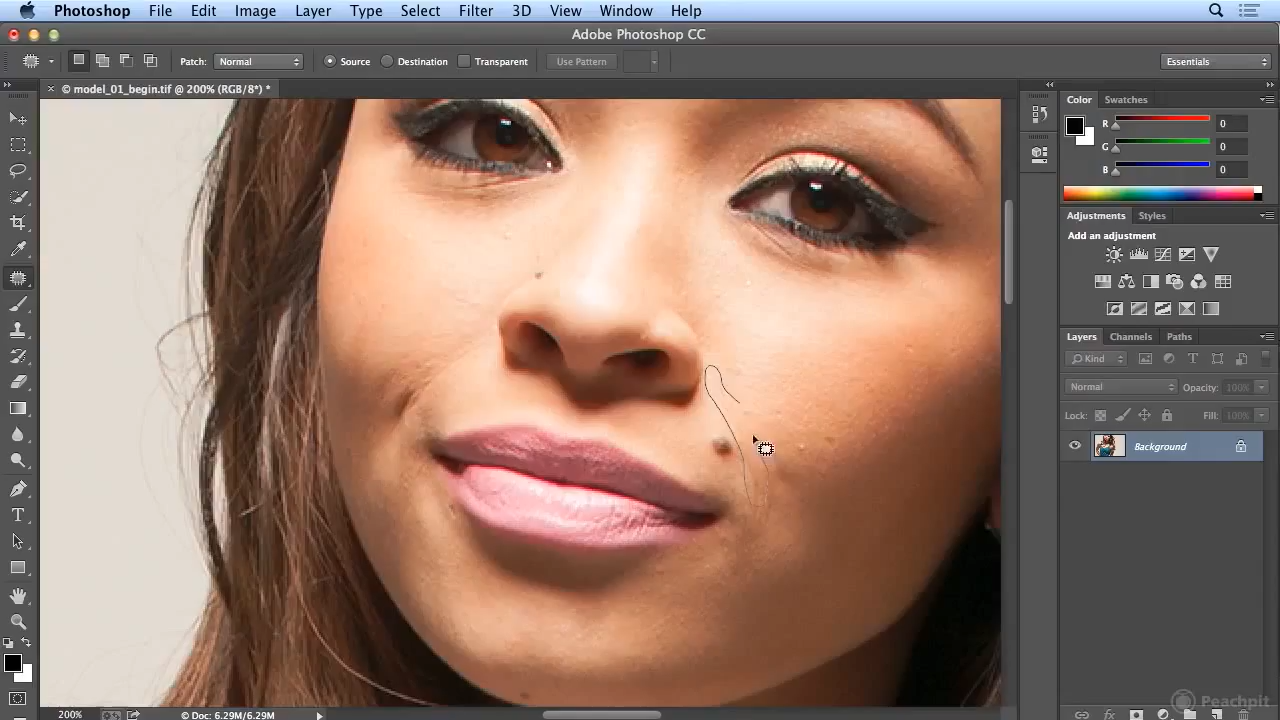 Photoshop File Edit Image Layer Type Select Filter 3D View Window Help
Adobe Photoshop CC
Patch: Normal Source Destination Transparent Use Pattern Essentials
© model_01_begin.tif @ 200% (RGB/8*) *
Color Swatches
R 0
G 0
B 0
Adjustments Styles
Add an adjustment
Layers Channels Paths
Kind
Normal Opacity: 100%
Lock: Fill: 100%
Background
Peachpit
200% © Doc: 6.29M/6.29M